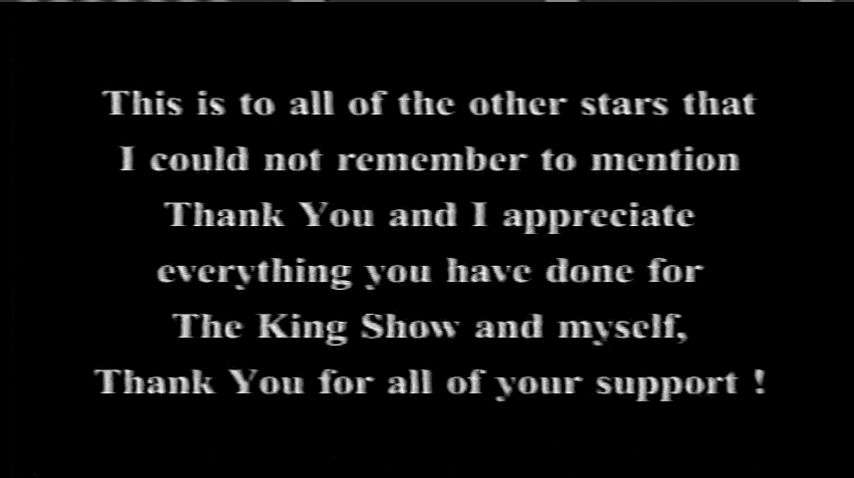 This is to all of the other stars that
I could not remember to mention
Thank You and I appreciate
everything you have done for
The King Show and myself,
Thank You for all of your support !